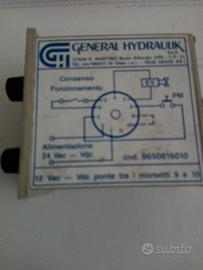 GENERAL HYDRAULIK
Consenso
Funzionamento
EV
PM
Alimentazione
24 Vac - Vdc
cod. 9650616010
12 Vac - Vdc ponte tra i morsetti 9 e 10
subito